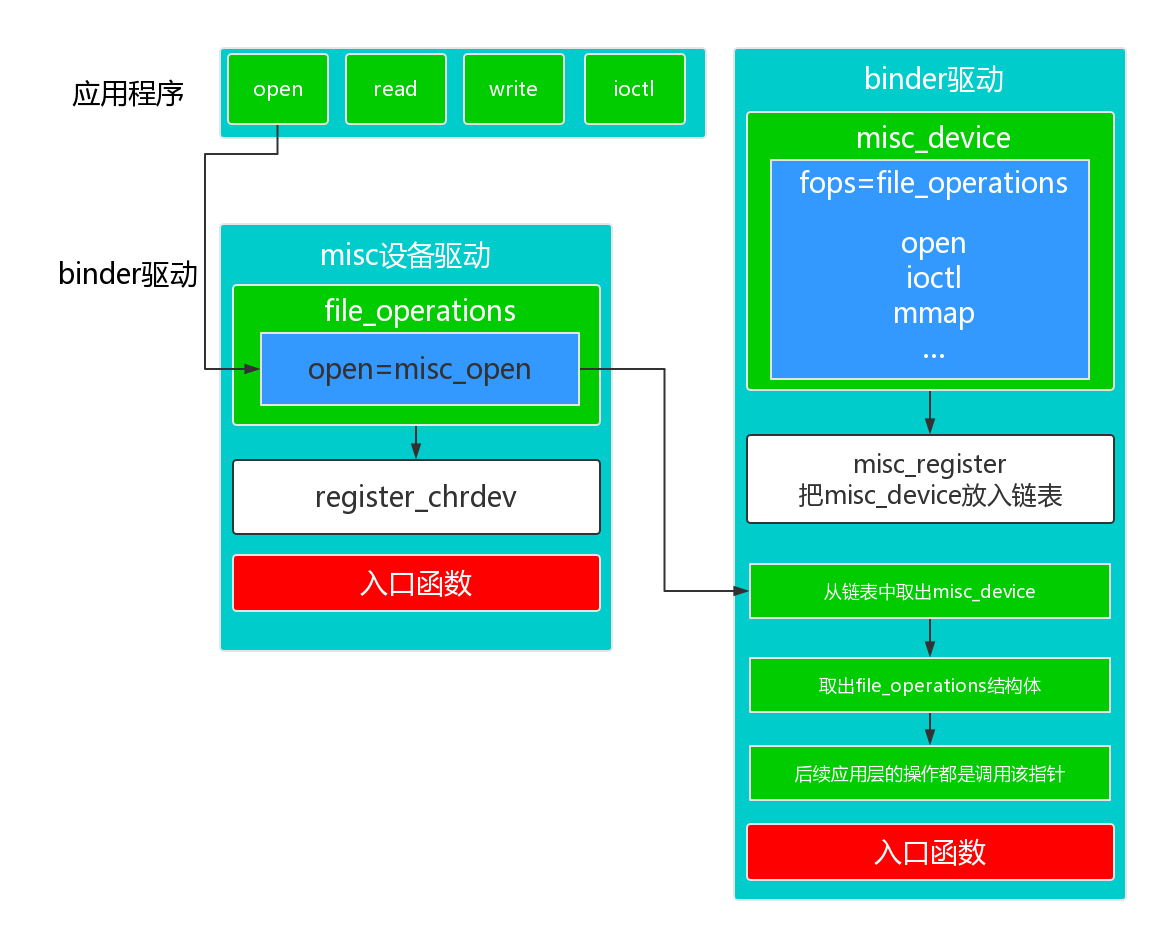 应用程序
open
read
write
ioctl
binder驱动
misc设备驱动
file_operations
open=misc_open
register_chrdev
入口函数
binder驱动
misc_device
fops=file_operations
open
ioctl
mmap
...
misc_register
把misc_device放入链表
从链表中取出misc_device
取出file_operations结构体
后续应用层的操作都是调用该指针
入口函数